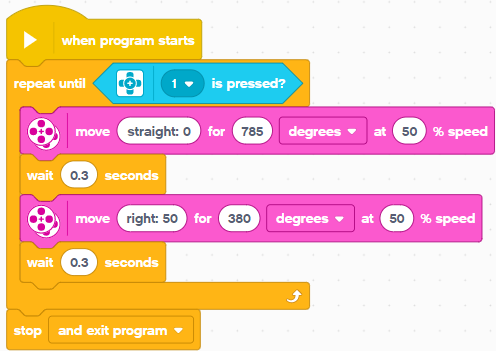 when program starts
repeat until 1 is pressed?
move straight: 0 for 785 degrees at 50 % speed
wait 0.3 seconds
move right: 50 for 380 degrees at 50 % speed
wait 0.3 seconds
stop and exit program